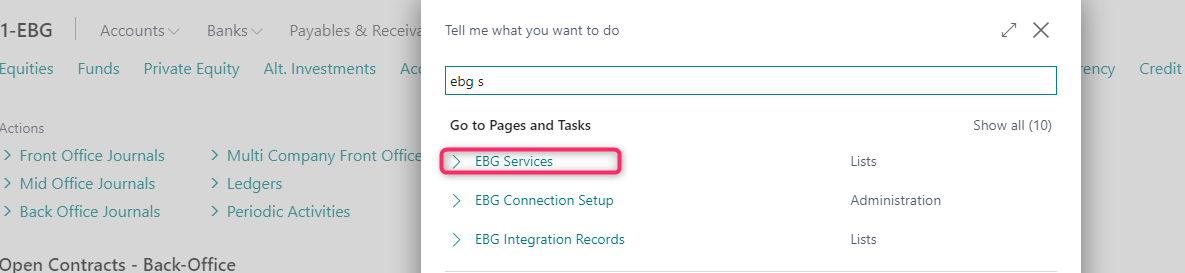 1-EBG Accounts Banks Payables & Receiva
Equities Funds Private Equity Alt. Investments Acc rency Credit
Actions
Front Office Journals Multi Company Front Office
Mid Office Journals Ledgers
Back Office Journals Periodic Activities
Open Contracts - Back-Office
Tell me what you want to do
ebg s
Go to Pages and Tasks Show all (10)
EBG Services Lists
EBG Connection Setup Administration
EBG Integration Records Lists